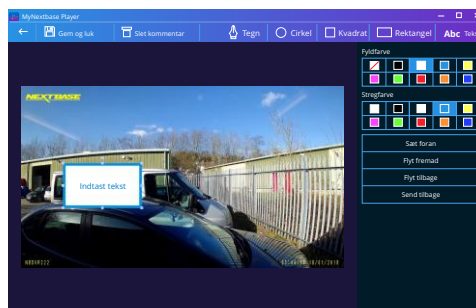 MyNextbase Player
Gem og luk
Slet kommentar
Tegn
Cirkel
Kvadrat
Rektangel
Abc Teks
Fyldfarve
NEXTBASE
Stregfarve
Sæt foran
Flyt fremad
Flyt tilbage
Send tilbage
Indtast tekst